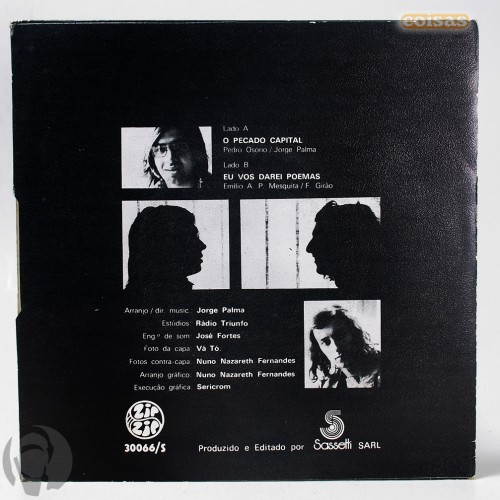 coisas
Lado A
O PECADO CAPITAL
Pedro Osorio / Jorge Palma
Lado B
EU VOS DAREI POEMAS
Emílio A. P. Mesquita / F. Girão
Arranjo / dir. music.: Jorge Palma
Estúdios: Rádio Triunfo
Eng.º de som: José Fortes
Foto da capa: Vá Tô.
Fotos contra-capa: Nuno Nazareth Fernandes
Arranjo gráfico: Nuno Nazareth Fernandes
Execução gráfica: Sericrom
ZIP ZIP
30066/S
Produzido e Editado por Sassetti SARL